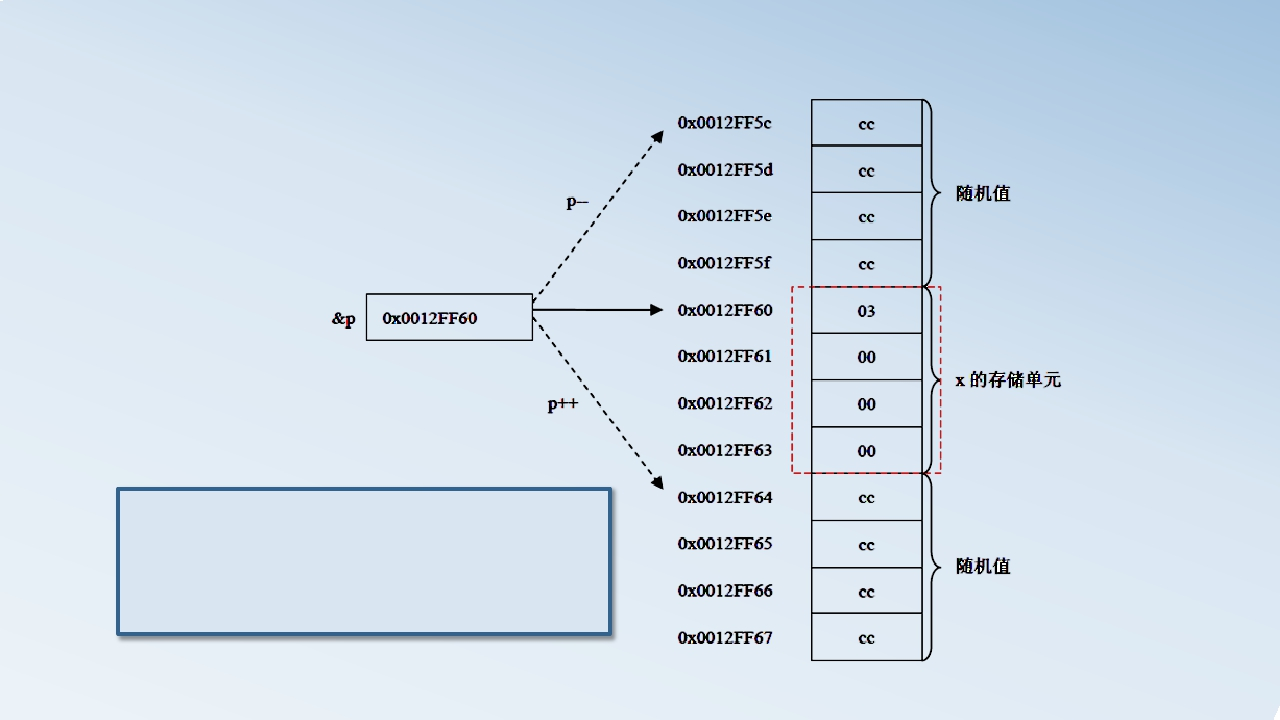 0x0012FF5c cc
0x0012FF5d cc
p-- 随机值
0x0012FF5e cc
0x0012FF5f cc
&p 0x0012FF60
0x0012FF60 03
0x0012FF61 00
x 的存储单元
p++
0x0012FF62 00
0x0012FF63 00
0x0012FF64 cc
0x0012FF65 cc
随机值
0x0012FF66 cc
0x0012FF67 cc